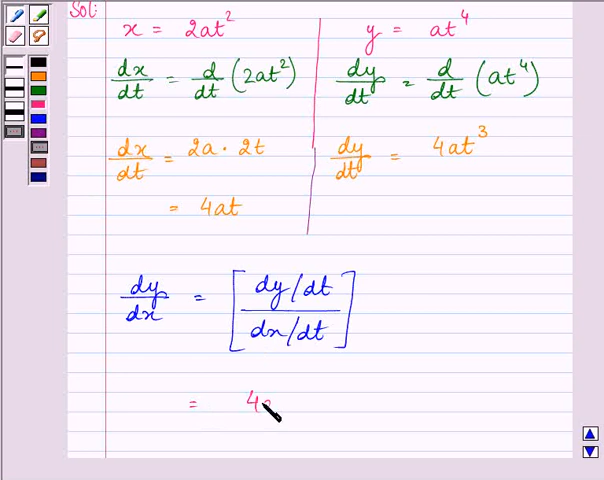 Sol:
x = 2at² y = at⁴
dx/dt = d/dt (2at²) dy/dt = d/dt (at⁴)
dx/dt = 2a · 2t dy/dt = 4at³
= 4at
dy/dx = [ dy/dt / dx/dt ]
= 4